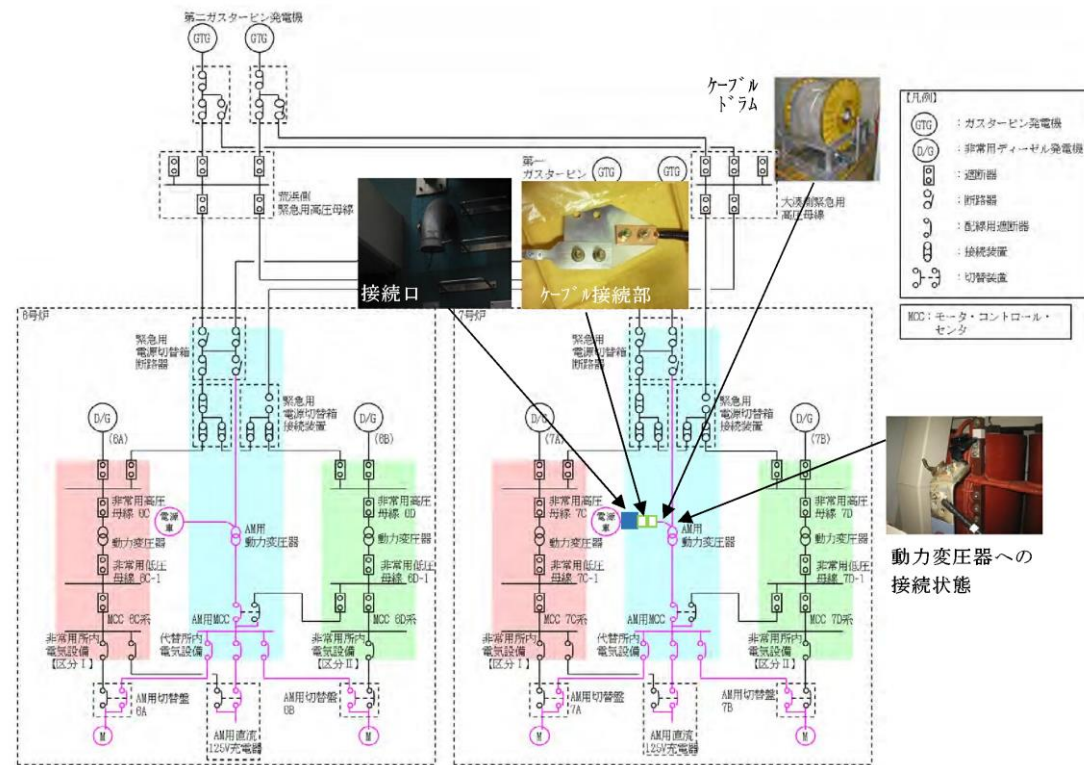 第二ガスタービン発電機
GTG
GTG
ケーブル
ドラム
【凡例】
GTG :ガスタービン発電機
D/G :非常用ディーゼル発電機
:遮断器
:断路器
:配線用遮断器
:接続装置
:切替装置
MCC:モータ・コントロール・
センタ
荒浜側
緊急用高圧母線
第一
ガスタービン
GTG
GTG
大湊側緊急用
高圧母線
接続口
ケーブル接続部
6号炉
緊急用
電源切替箱
断路器
緊急用
電源切替箱
接続装置
D/G
(6A)
D/G
(6B)
非常用高圧
母線 6C
動力変圧器
非常用低圧
母線 6C-1
MCC 6C系
非常用所内
電気設備
【区分Ⅰ】
電源
車
AM用
動力変圧器
AM用MCC
代替所内
電気設備
非常用高圧
母線 6D
動力変圧器
非常用低圧
母線 6D-1
MCC 6D系
非常用所内
電気設備
【区分Ⅱ】
AM用切替盤
6A
M
AM用直流
125V充電器
AM用切替盤
6B
M
7号炉
緊急用
電源切替箱
断路器
緊急用
電源切替箱
接続装置
D/G
(7A)
D/G
(7B)
非常用高圧
母線 7C
動力変圧器
非常用低圧
母線 7C-1
MCC 7C系
非常用所内
電気設備
【区分Ⅰ】
電源
車
AM用
動力変圧器
AM用MCC
代替所内
電気設備
非常用高圧
母線 7D
動力変圧器
非常用低圧
母線 7D-1
MCC 7D系
非常用所内
電気設備
【区分Ⅱ】
AM用切替盤
7A
M
AM用直流
125V充電器
AM用切替盤
7B
M
動力変圧器への
接続状態